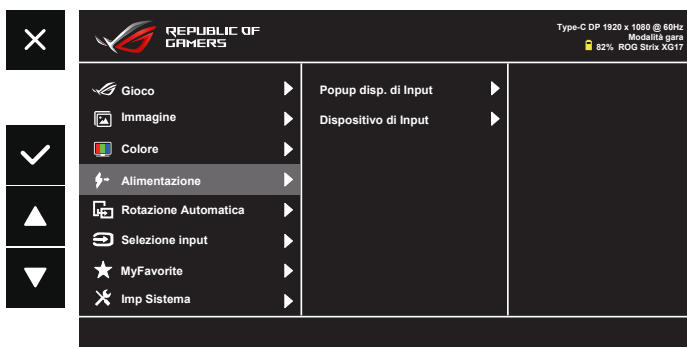 REPUBLIC OF
GAMERS
Type-C DP 1920 x 1080 @ 60Hz
Modalità gara
82% ROG Strix XG17
Gioco
Immagine
Colore
Alimentazione
Rotazione Automatica
Selezione input
MyFavorite
Imp Sistema
Popup disp. di Input
Dispositivo di Input